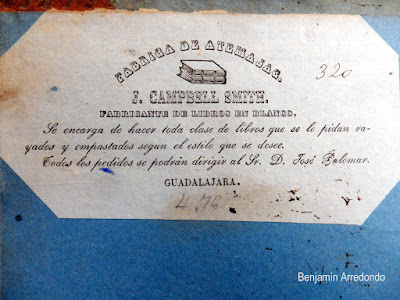 FABRICA DE ATEMAJAC.
320
J. CAMPBELL SMITH.
FABRICANTE DE LIBROS EN BLANCO.
Se encarga de hacer toda clase de libros que se le pidan ra-
yados y empastados segun el estilo que se desee.
Todos los pedidos se podrán dirigir al Sr. D. José Palomar.
GUADALAJARA.
4.75
Benjamin Arredondo